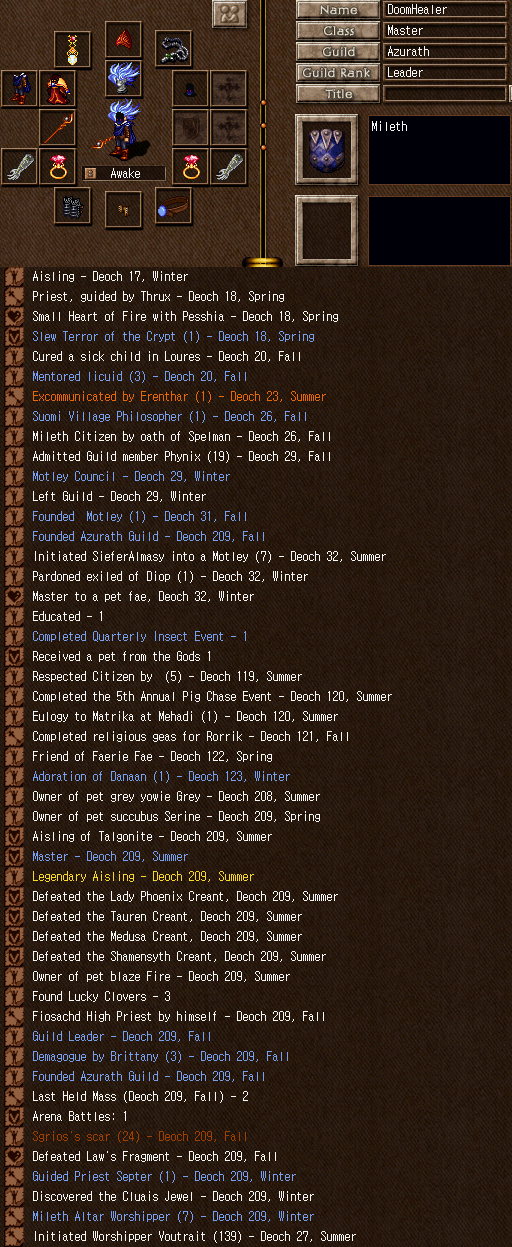 Name DoomHealer
Class Master
Guild Azurath
Guild Rank Leader
Title
Mileth
Awake
Aisling - Deoch 17, Winter
Priest, guided by Thrux - Deoch 18, Spring
Small Heart of Fire with Pesshia - Deoch 18, Spring
Slew Terror of the Crypt (1) - Deoch 18, Spring
Cured a sick child in Loures - Deoch 20, Fall
Mentored licuid (3) - Deoch 20, Fall
Excommunicated by Erenthar (1) - Deoch 23, Summer
Suomi Village Philosopher (1) - Deoch 26, Fall
Mileth Citizen by oath of Spelman - Deoch 26, Fall
Admitted Guild member Phynix (19) - Deoch 29, Fall
Motley Council - Deoch 29, Winter
Left Guild - Deoch 29, Winter
Founded  Motley (1) - Deoch 31, Fall
Founded Azurath Guild - Deoch 209, Fall
Initiated SieferAlmasy into a Motley (7) - Deoch 32, Summer
Pardoned exiled of Diop (1) - Deoch 32, Winter
Master to a pet fae, Deoch 32, Winter
Educated - 1
Completed Quarterly Insect Event - 1
Received a pet from the Gods 1
Respected Citizen by  (5) - Deoch 119, Summer
Completed the 5th Annual Pig Chase Event - Deoch 120, Summer
Eulogy to Matrika at Mehadi (1) - Deoch 120, Summer
Completed religious geas for Rorrik - Deoch 121, Fall
Friend of Faerie Fae - Deoch 122, Spring
Adoration of Danaan (1) - Deoch 123, Winter
Owner of pet grey yowie Grey - Deoch 208, Summer
Owner of pet succubus Serine - Deoch 209, Spring
Aisling of Talgonite - Deoch 209, Summer
Master - Deoch 209, Summer
Legendary Aisling - Deoch 209, Summer
Defeated the Lady Phoenix Creant, Deoch 209, Summer
Defeated the Tauren Creant, Deoch 209, Summer
Defeated the Medusa Creant, Deoch 209, Summer
Defeated the Shamensyth Creant, Deoch 209, Summer
Owner of pet blaze Fire - Deoch 209, Summer
Found Lucky Clovers - 3
Fiosachd High Priest by himself - Deoch 209, Fall
Guild Leader - Deoch 209, Fall
Demagogue by Brittany (3) - Deoch 209, Fall
Founded Azurath Guild - Deoch 209, Fall
Last Held Mass (Deoch 209, Fall) - 2
Arena Battles: 1
Sgrios's scar (24) - Deoch 209, Fall
Defeated Law's Fragment - Deoch 209, Fall
Guided Priest Septer (1) - Deoch 209, Winter
Discovered the Cluais Jewel - Deoch 209, Winter
Mileth Altar Worshipper (7) - Deoch 209, Winter
Initiated Worshipper Voutrait (139) - Deoch 27, Summer